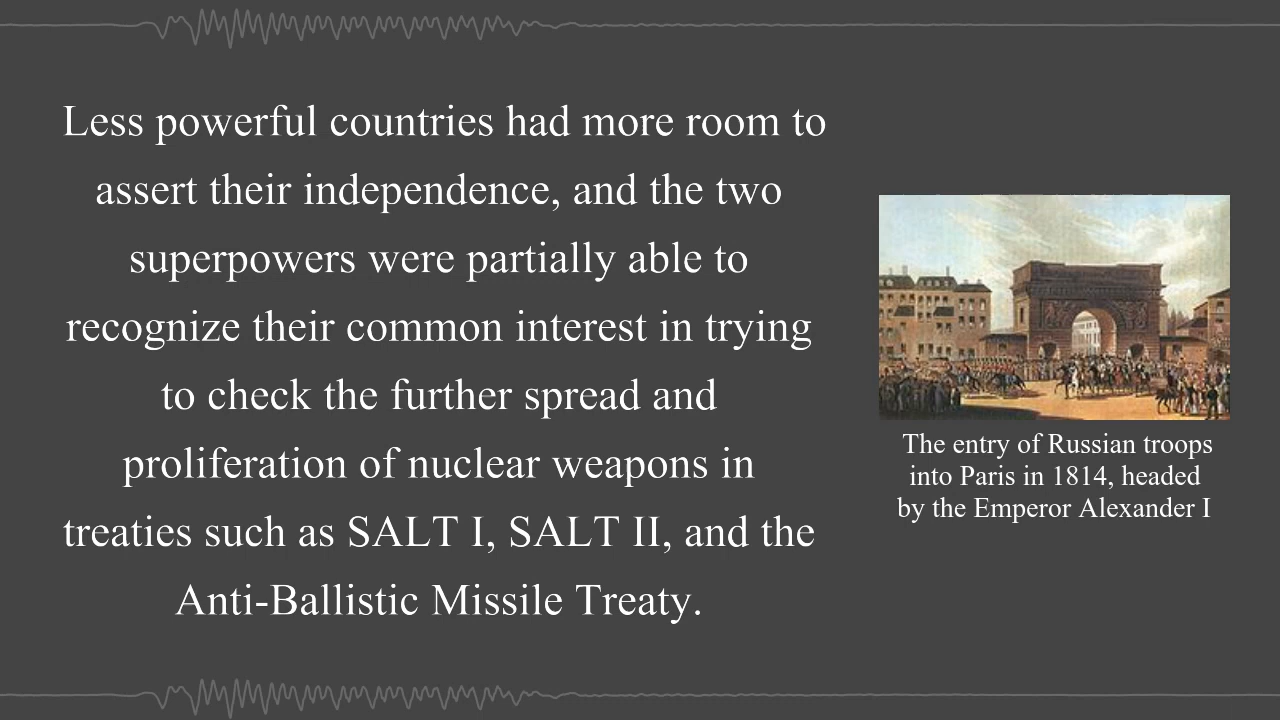 Less powerful countries had more room to
assert their independence, and the two
superpowers were partially able to
recognize their common interest in trying
to check the further spread and
proliferation of nuclear weapons in
treaties such as SALT I, SALT II, and the
Anti-Ballistic Missile Treaty.
The entry of Russian troops
into Paris in 1814, headed
by the Emperor Alexander I